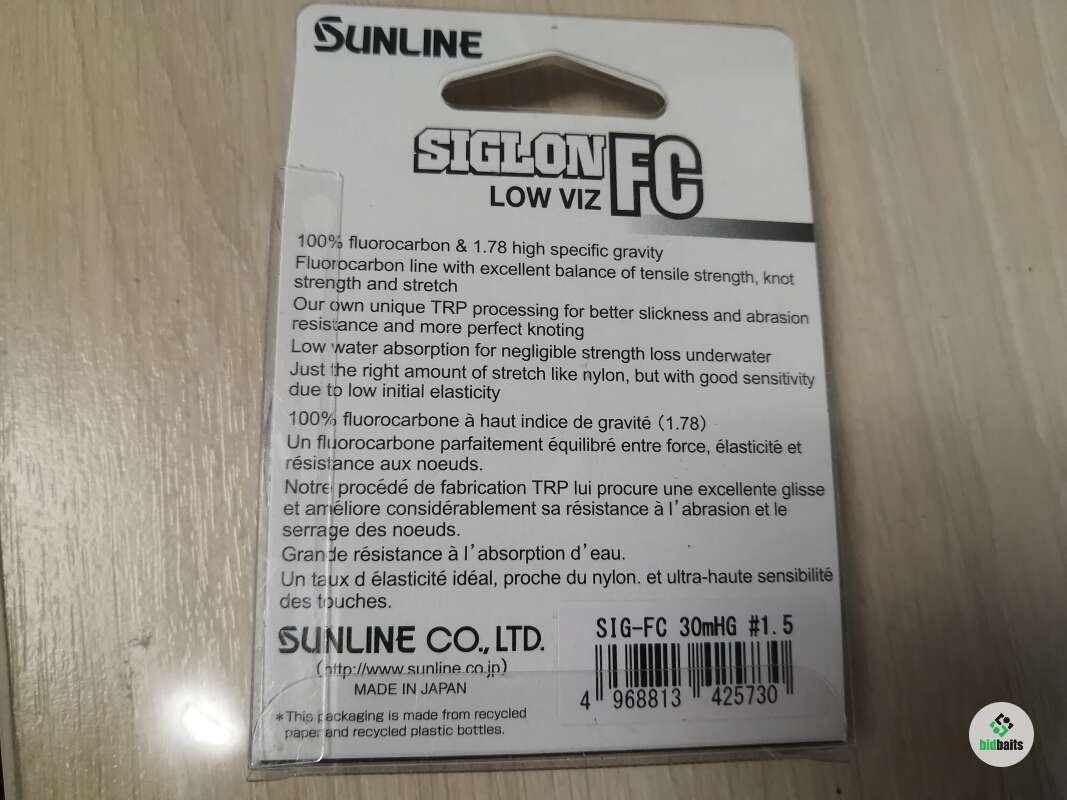 SUNLINE
SIGLON FC
LOW VIZ
100% fluorocarbon & 1.78 high specific gravity
Fluorocarbon line with excellent balance of tensile strength, knot
strength and stretch
Our own unique TRP processing for better slickness and abrasion
resistance and more perfect knoting
Low water absorption for negligible strength loss underwater
Just the right amount of stretch like nylon, but with good sensitivity
due to low initial elasticity
100% fluorocarbone à haut indice de gravité (1.78)
Un fluorocarbone parfaitement équilibré entre force, élasticité et
résistance aux noeuds.
Notre procédé de fabrication TRP lui procure une excellente glisse
et améliore considérablement sa résistance à l'abrasion et le
serrage des noeuds.
Grande résistance à l'absorption d'eau.
Un taux d élasticité idéal, proche du nylon. et ultra-haute sensibilité
des touches.
SUNLINE CO., LTD.
(http://www.sunline.co.jp)
MADE IN JAPAN
*This packaging is made from recycled
paper and recycled plastic bottles.
SIG-FC 30mHG #1.5
4 968813 425730
bidbaits